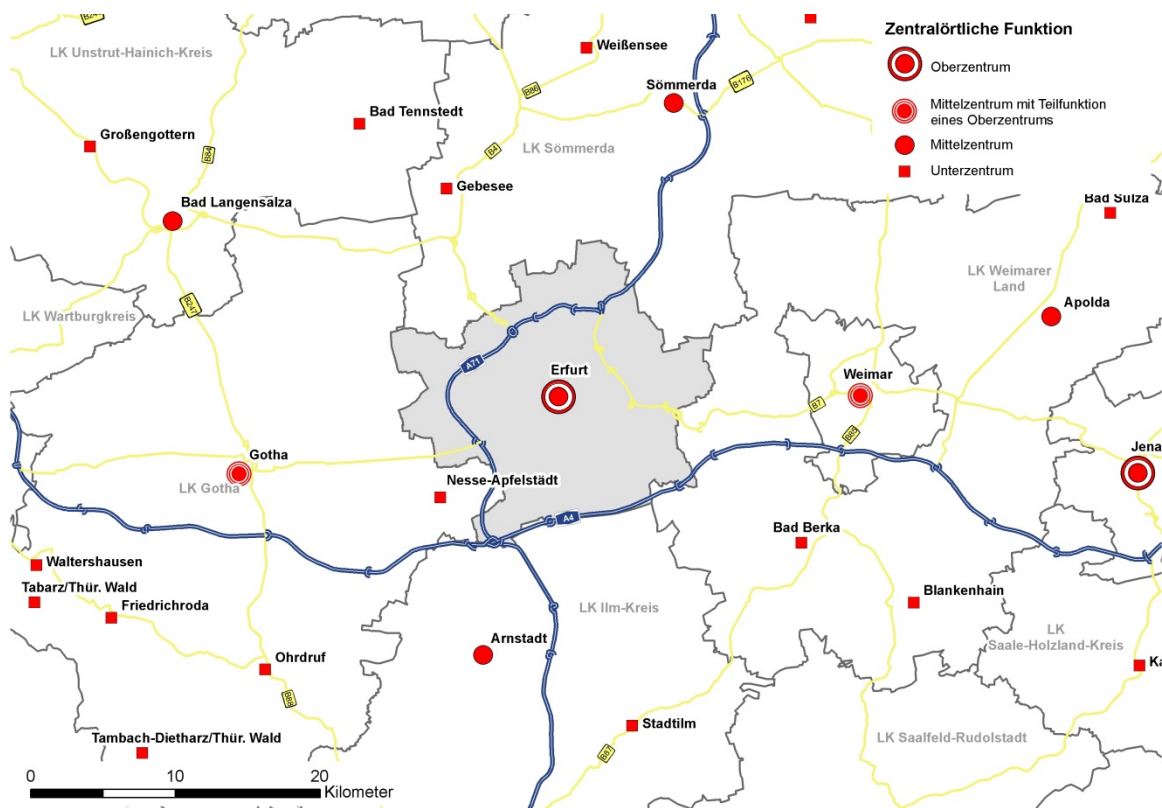 B247
LK Unstrut-Hainich-Kreis
Weißensee
Zentralörtliche Funktion
Oberzentrum
Mittelzentrum mit Teilfunktion
eines Oberzentrums
Mittelzentrum
Unterzentrum
Sömmerda
B86
B176
Bad Tennstedt
Großengottern
B84
B4
LK Sömmerda
Gebesee
Bad Langensalza
Bad Sulza
LK Weimarer
Land
B247
LK Wartburgkreis
Apolda
A71
Erfurt
Weimar
B7
B85
Jena
Gotha
LK Gotha
Nesse-Apfelstädt
A4
Bad Berka
Waltershausen
Tabarz/Thür. Wald
Friedrichroda
LK Ilm-Kreis
Blankenhain
LK
Saale-Holzland-Kreis
Arnstadt
Ohrdruf
Ka
B88
Stadtilm
LK Saalfeld-Rudolstadt
Tambach-Dietharz/Thür. Wald
B87
0 10 20
Kilometer